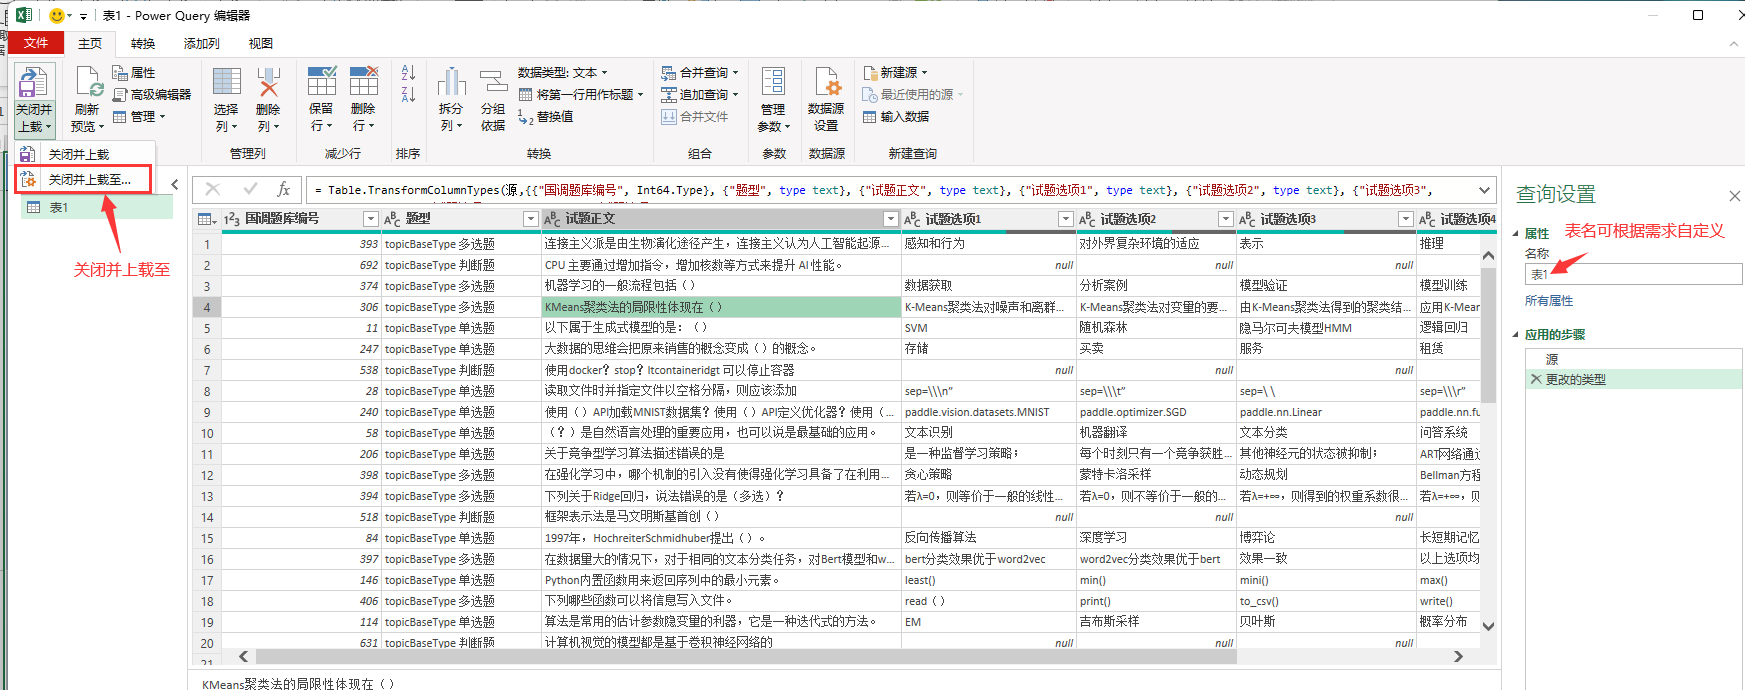 表1 - Power Query 编辑器
文件 主页 转换 添加列 视图
关闭并上载 刷新预览 属性 高级编辑器 管理
选择列 删除列 管理列
保留行 删除行 减少行
排序
拆分列 分组依据 数据类型: 文本 将第一行用作标题 替换值 转换
合并查询 追加查询 合并文件 组合
管理参数 参数
数据源设置 数据源
新建源 最近使用的源 输入数据 新建查询
关闭并上载
关闭并上载至...
表1
关闭并上载至
fx = Table.TransformColumnTypes(源,{{"国调题库编号", Int64.Type}, {"题型", type text}, {"试题正文", type text}, {"试题选项1", type text}, {"试题选项2", type text}, {"试题选项3",
国调题库编号 题型 试题正文 试题选项1 试题选项2 试题选项3 试题选项4
1 393 topicBaseType 多选题 连接主义派是由生物演化途径产生，连接主义认为人工智能起源... 感知和行为 对外界复杂环境的适应 表示 推理
2 692 topicBaseType 判断题 CPU 主要通过增加指令，增加核数等方式来提升 AI 性能。 null null null
3 374 topicBaseType 多选题 机器学习的一般流程包括（） 数据获取 分析案例 模型验证 模型训练
4 306 topicBaseType 多选题 KMeans聚类法的局限性体现在（） K-Means聚类法对噪声和离群... K-Means聚类法对变量的要... 由K-Means聚类法得到的聚类结... 应用K-Mear
5 11 topicBaseType 单选题 以下属于生成式模型的是：（） SVM 随机森林 隐马尔可夫模型HMM 逻辑回归
6 247 topicBaseType 单选题 大数据的思维会把原来销售的概念变成（）的概念。 存储 买卖 服务 租赁
7 538 topicBaseType 判断题 使用docker？stop？ltcontaineridgt 可以停止容器 null null null
8 28 topicBaseType 单选题 读取文件时并指定文件以空格分隔，则应该添加 sep=\\\n” sep=\\\t” sep=\ \ sep=\\\r”
9 240 topicBaseType 单选题 使用（）API加载MNIST数据集？使用（）API定义优化器？使用（... paddle.vision.datasets.MNIST paddle.optimizer.SGD paddle.nn.Linear paddle.nn.fu
10 58 topicBaseType 单选题 （？）是自然语言处理的重要应用，也可以说是最基础的应用。 文本识别 机器翻译 文本分类 问答系统
11 206 topicBaseType 单选题 关于竞争型学习算法描述错误的是 是一种监督学习策略； 每个时刻只有一个竞争获胜... 其他神经元的状态被抑制； ART网络通过
12 398 topicBaseType 多选题 在强化学习中，哪个机制的引入没有使得强化学习具备了在利用... 贪心策略 蒙特卡洛采样 动态规划 Bellman方程
13 394 topicBaseType 多选题 下列关于Ridge回归，说法错误的是（多选）？ 若λ=0，则等价于一般的线性... 若λ=0，则不等价于一般的... 若λ=+∞，则得到的权重系数很... 若λ=+∞，则
14 518 topicBaseType 判断题 框架表示法是马文明斯基首创（） null null null
15 84 topicBaseType 单选题 1997年，HochreiterSchmidhuber提出（）。 反向传播算法 深度学习 博弈论 长短期记忆
16 397 topicBaseType 多选题 在数据量大的情况下，对于相同的文本分类任务，对Bert模型和w... bert分类效果优于word2vec word2vec分类效果优于bert 效果一致 以上选项均
17 146 topicBaseType 单选题 Python内置函数用来返回序列中的最小元素。 least() min() mini() max()
18 406 topicBaseType 多选题 下列哪些函数可以将信息写入文件。 read（） print() to_csv() write()
19 114 topicBaseType 单选题 算法是常用的估计参数隐变量的利器，它是一种迭代式的方法。 EM 吉布斯采样 贝叶斯 概率分布
20 631 topicBaseType 判断题 计算机视觉的模型都是基于卷积神经网络的 null null null
21
KMeans聚类法的局限性体现在（）
查询设置
属性 表名可根据需求自定义
名称
表1
所有属性
应用的步骤
源
更改的类型